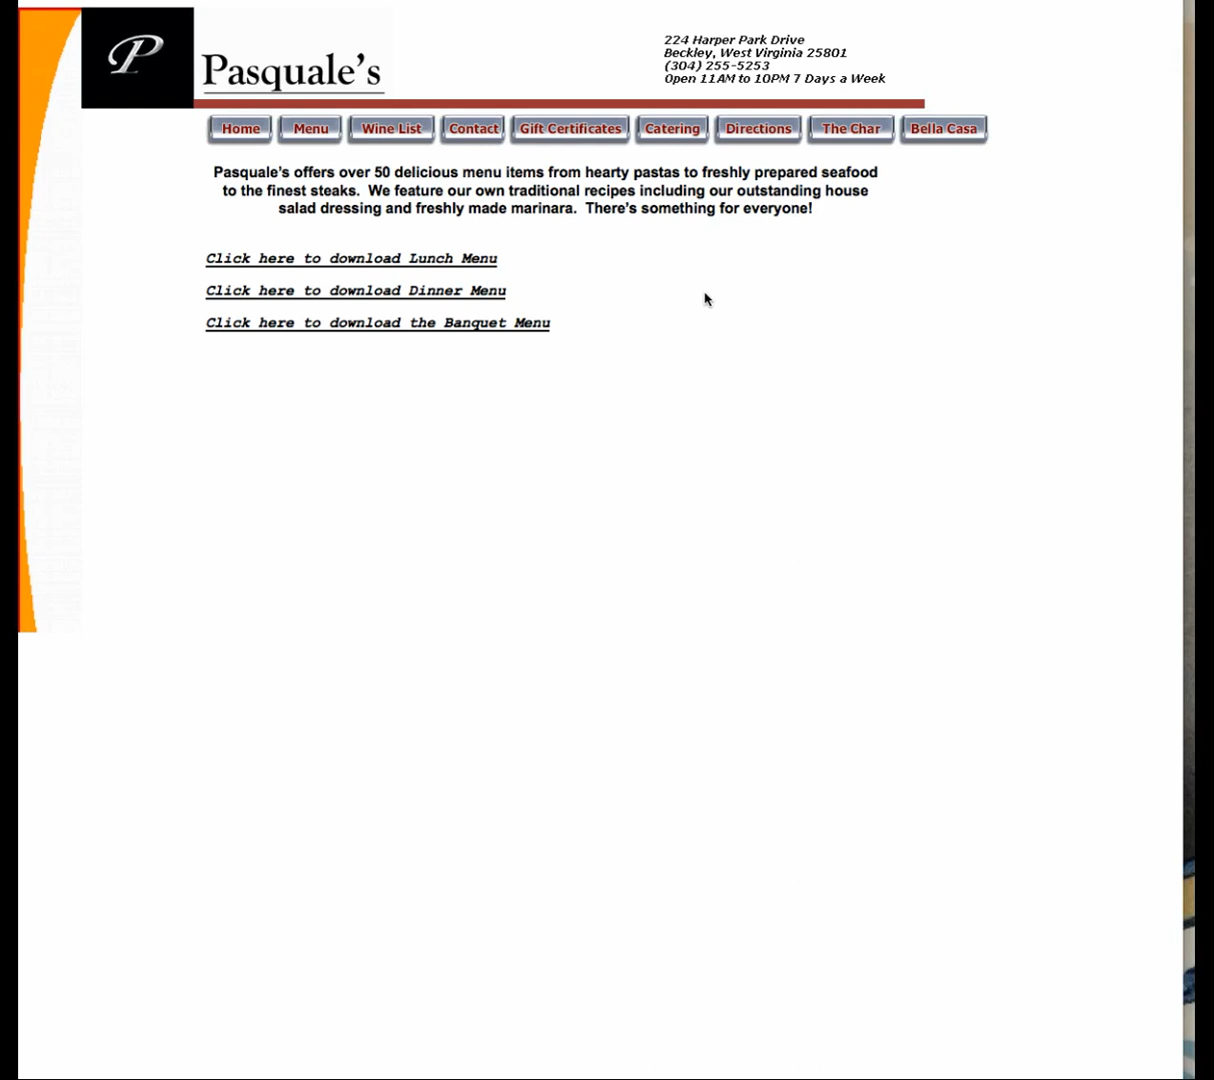 P
Pasquale's
224 Harper Park Drive
Beckley, West Virginia 25801
(304) 255-5253
Open 11AM to 10PM 7 Days a Week
Home Menu Wine List Contact Gift Certificates Catering Directions The Char Bella Casa
Pasquale's offers over 50 delicious menu items from hearty pastas to freshly prepared seafood
to the finest steaks. We feature our own traditional recipes including our outstanding house
salad dressing and freshly made marinara. There's something for everyone!
Click here to download Lunch Menu
Click here to download Dinner Menu
Click here to download the Banquet Menu